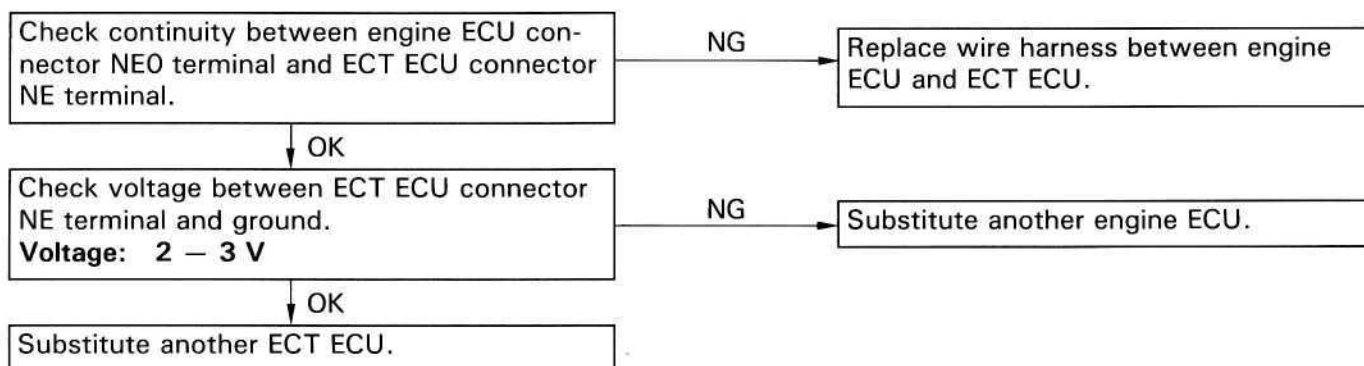 Check continuity between engine ECU con-
nector NE0 terminal and ECT ECU connector
NE terminal.
NG
Replace wire harness between engine
ECU and ECT ECU.
OK
Check voltage between ECT ECU connector
NE terminal and ground.
Voltage: 2 — 3 V
NG
Substitute another engine ECU.
OK
Substitute another ECT ECU.